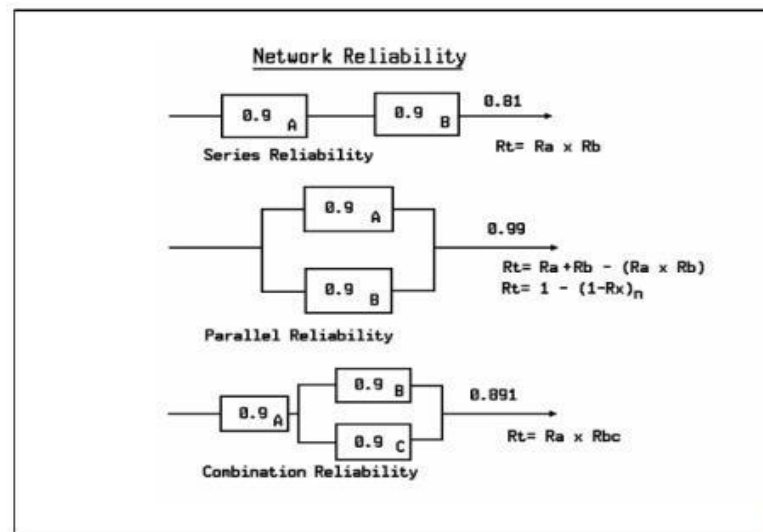 Network Reliability
0.9 A
0.9 B
0.81
Rt= Ra x Rb
Series Reliability
0.9 A
0.99
Rt= Ra+Rb - (Ra x Rb)
Rt= 1 - (1-Rx)n
0.9 B
Parallel Reliability
0.9 B
0.891
0.9 A
Rt= Ra x Rbc
0.9 C
Combination Reliability